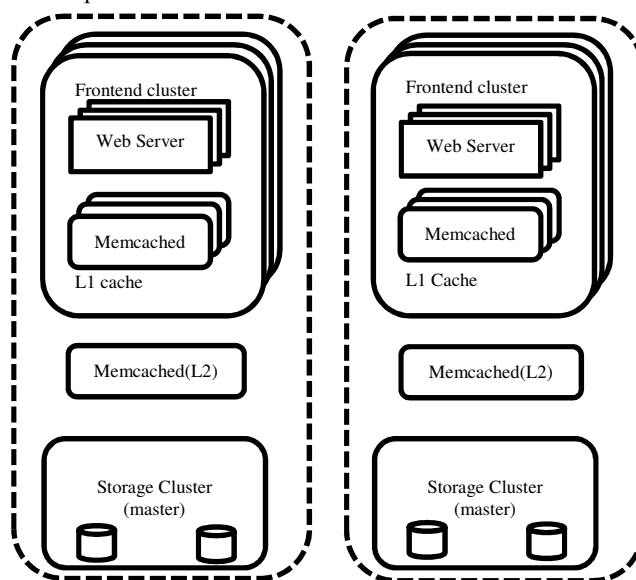 Frontend cluster
Web Server
Memcached
L1 cache
Memcached(L2)
Storage Cluster
(master)
Frontend cluster
Web Server
Memcached
L1 Cache
Memcached(L2)
Storage Cluster
(master)